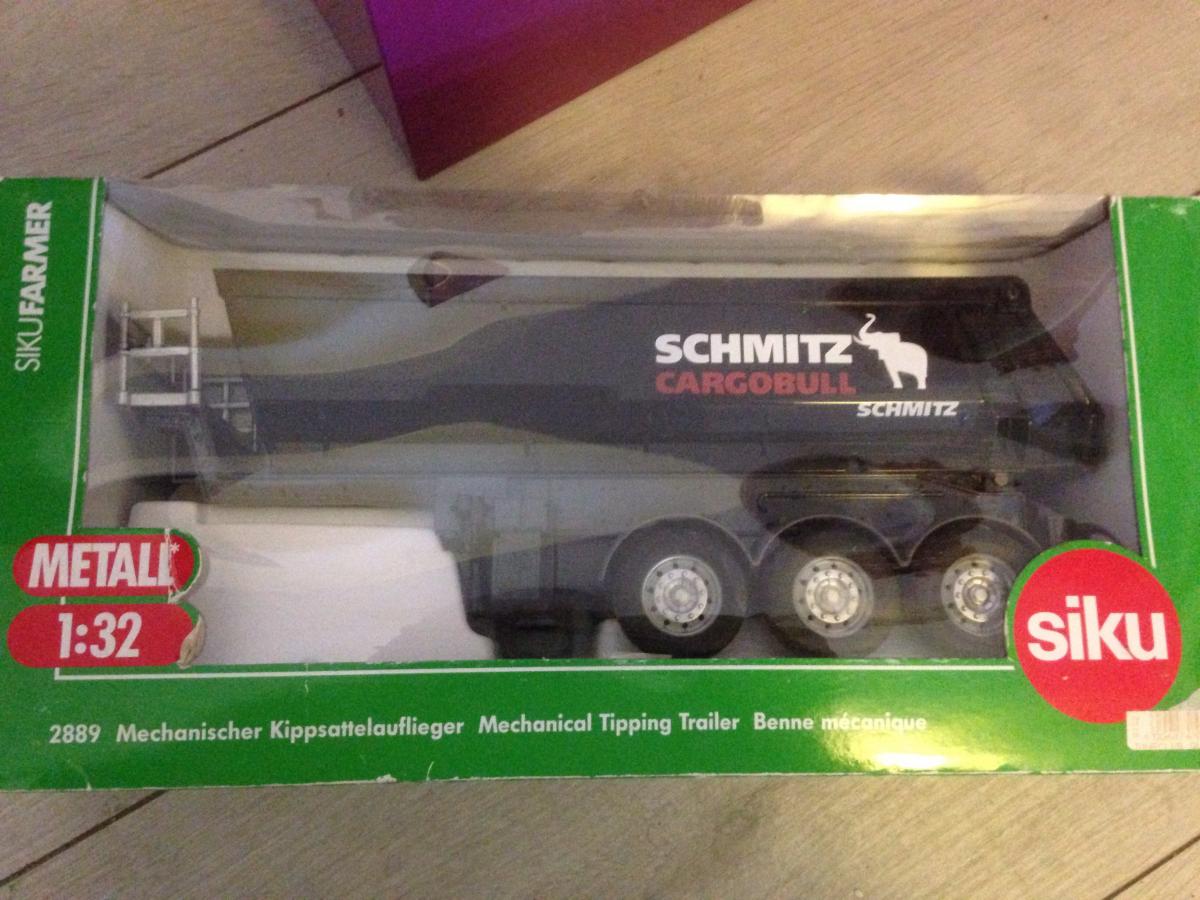 SIKUFARMER
SCHMITZ
CARGOBULL
SCHMITZ
METALL*
1:32
siku
2889 Mechanischer Kippsattelauflieger Mechanical Tipping Trailer Benne mécanique